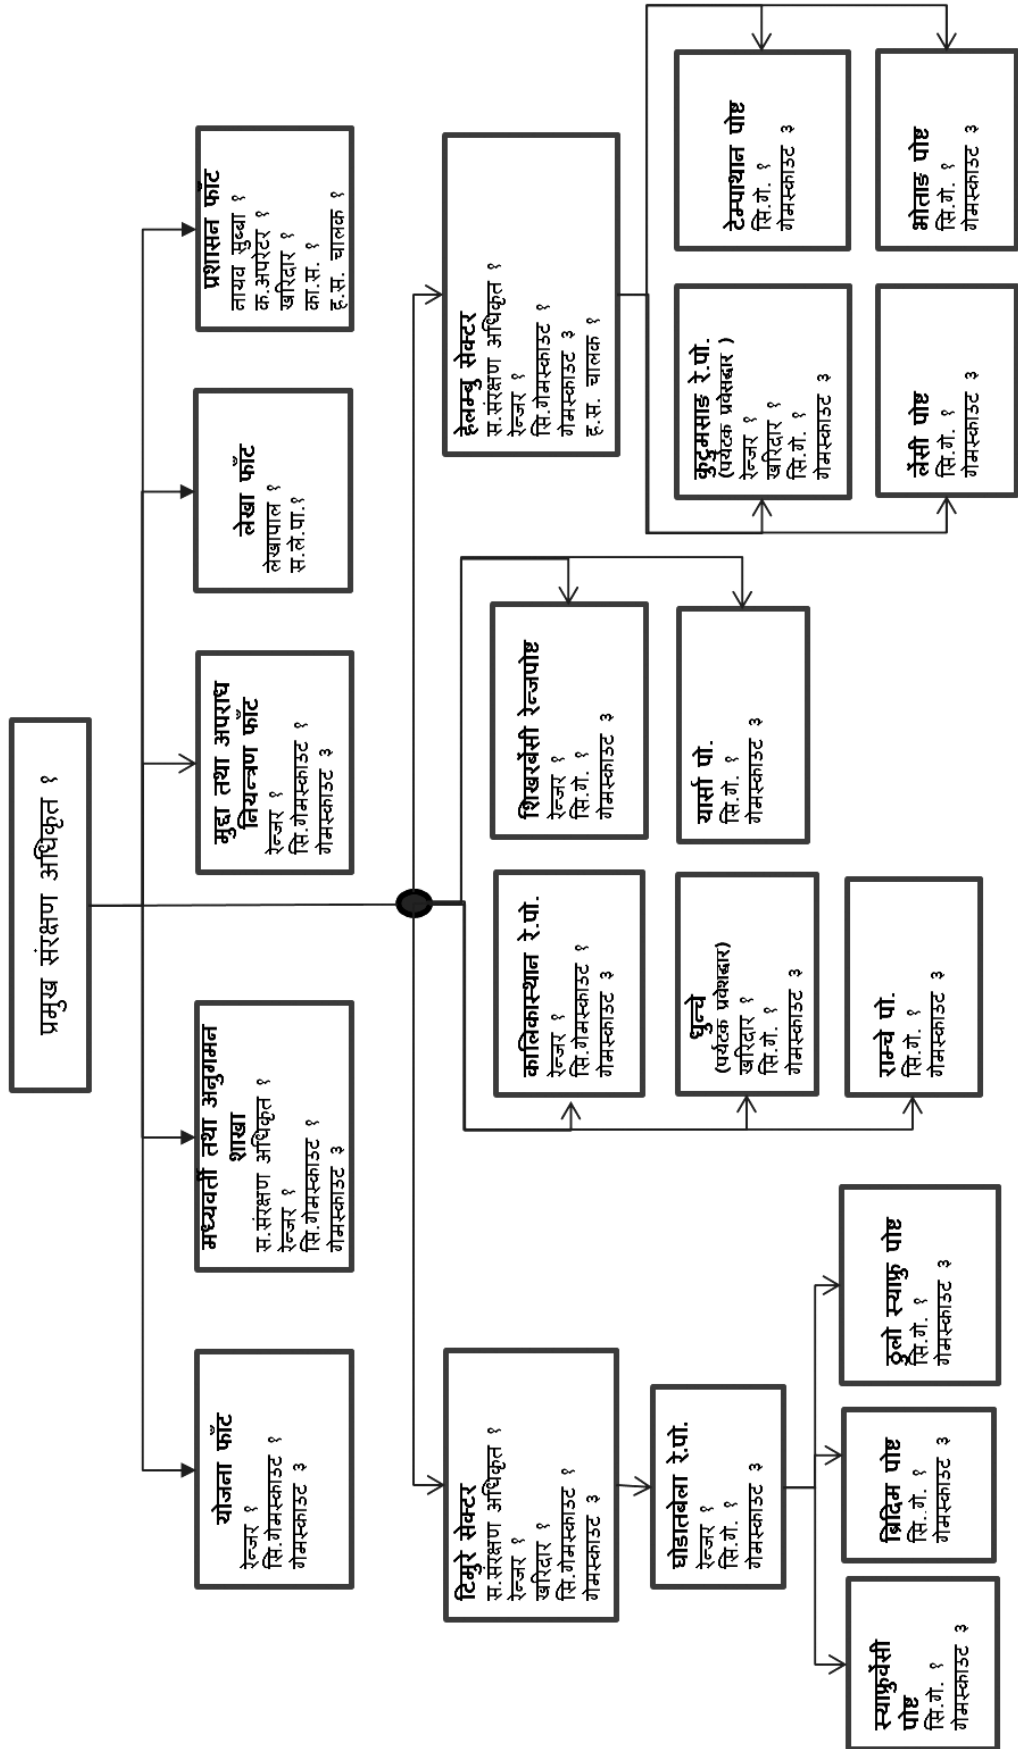 प्रमुख संरक्षण अधिकृत १
योजना फाँट
रेन्जर १
सि.गेमस्काउट १
गेमस्काउट ३
मध्यवर्ती तथा अनुगमन
शाखा
स.संरक्षण अधिकृत १
रेन्जर १
सि.गेमस्काउट १
गेमस्काउट ३
मुद्दा तथा अपराध
नियन्त्रण फाँट
रेन्जर १
सि.गेमस्काउट १
गेमस्काउट ३
लेखा फाँट
लेखापाल १
स.ले.पा.१
प्रशासन फाँट
नायव सुब्बा १
क.अपरेटर १
खरिदार १
का.स. १
ह.स. चालक १
टिमुरे सेक्टर
स.संरक्षण अधिकृत १
रेन्जर १
खरिदार १
सि.गेमस्काउट १
गेमस्काउट ३
घोडातबेला रे.पो.
रेन्जर १
सि.गे. १
गेमस्काउट ३
स्याफ्रुवेंसी
पोष्ट
सि.गे. १
गेमस्काउट ३
ब्रिदिम पोष्ट
सि..गे. १
गेमस्काउट ३
ठूलो स्याफ्रु पोष्ट
सि.गे. १
गेमस्काउट ३
कालिकास्थान रे.पो.
रेन्जर १
सि.गेमस्काउट १
गेमस्काउट ३
धुन्चे
(पर्यटक प्रवेशद्वार)
खरिदार १
सि.गे. १
गेमस्काउट ३
राम्चे पो.
सि.गे. १
गेमस्काउट ३
शिखरबेंसी रेन्जपोष्ट
रेन्जर १
सि.गे. १
गेमस्काउट ३
यार्सा पो.
सि.गे. १
गेमस्काउट ३
हेलम्बु सेक्टर
स.संरक्षण अधिकृत १
रेन्जर १
सि.गेमस्काउट १
गेमस्काउट ३
ह.स. चालक १
कुटुमसाङ रे.पो.
(पर्यटक प्रवेसद्वार )
रेन्जर १
खरिदार १
सि.गे. १
गेमस्काउट ३
लेंसी पोष्ट
सि.गे. १
गेमस्काउट ३
टेम्पाथान पोष्ट
सि.गे. १
गेमस्काउट ३
भोताङ पोष्ट
सि.गे. १
गेमस्काउट ३